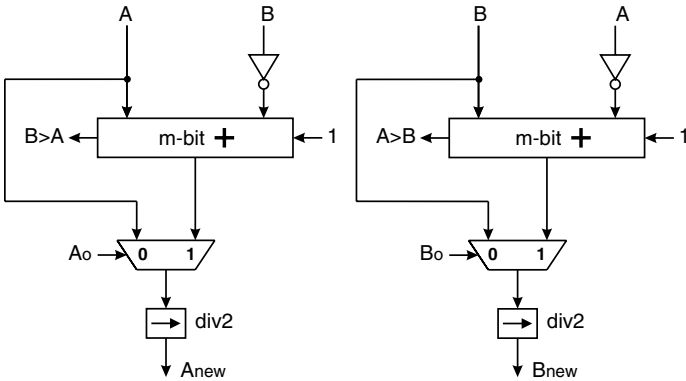 A B
B A
B>A m-bit + 1
A>B m-bit + 1
Ao 0 1
Bo 0 1
div2
div2
Anew
Bnew